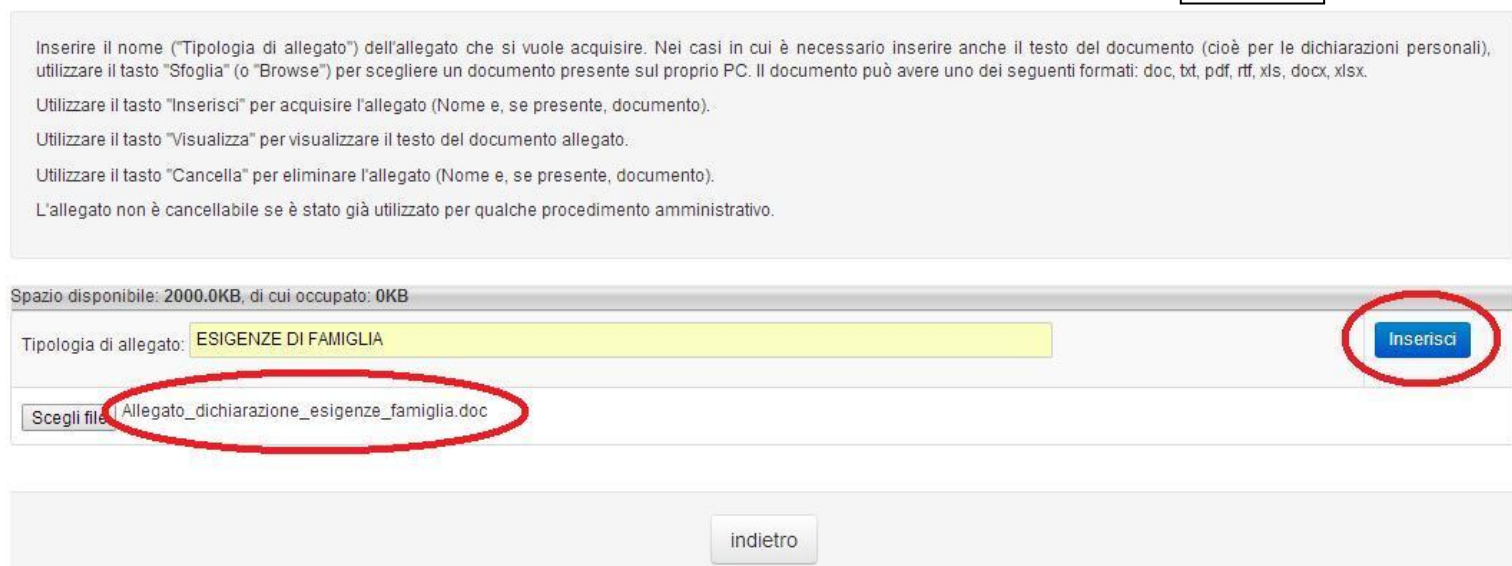 Inserire il nome ("Tipologia di allegato") dell'allegato che si vuole acquisire. Nei casi in cui è necessario inserire anche il testo del documento (cioè per le dichiarazioni personali),
utilizzare il tasto "Sfoglia" (o "Browse") per scegliere un documento presente sul proprio PC. Il documento può avere uno dei seguenti formati: doc, txt, pdf, rtf, xls, docx, xlsx.
Utilizzare il tasto "Inserisci" per acquisire l'allegato (Nome e, se presente, documento).
Utilizzare il tasto "Visualizza" per visualizzare il testo del documento allegato.
Utilizzare il tasto "Cancella" per eliminare l'allegato (Nome e, se presente, documento).
L'allegato non è cancellabile se è stato già utilizzato per qualche procedimento amministrativo.
Spazio disponibile: 2000.0KB, di cui occupato: 0KB
Tipologia di allegato: ESIGENZE DI FAMIGLIA Inserisci
Scegli file Allegato_dichiarazione_esigenze_famiglia.doc
indietro